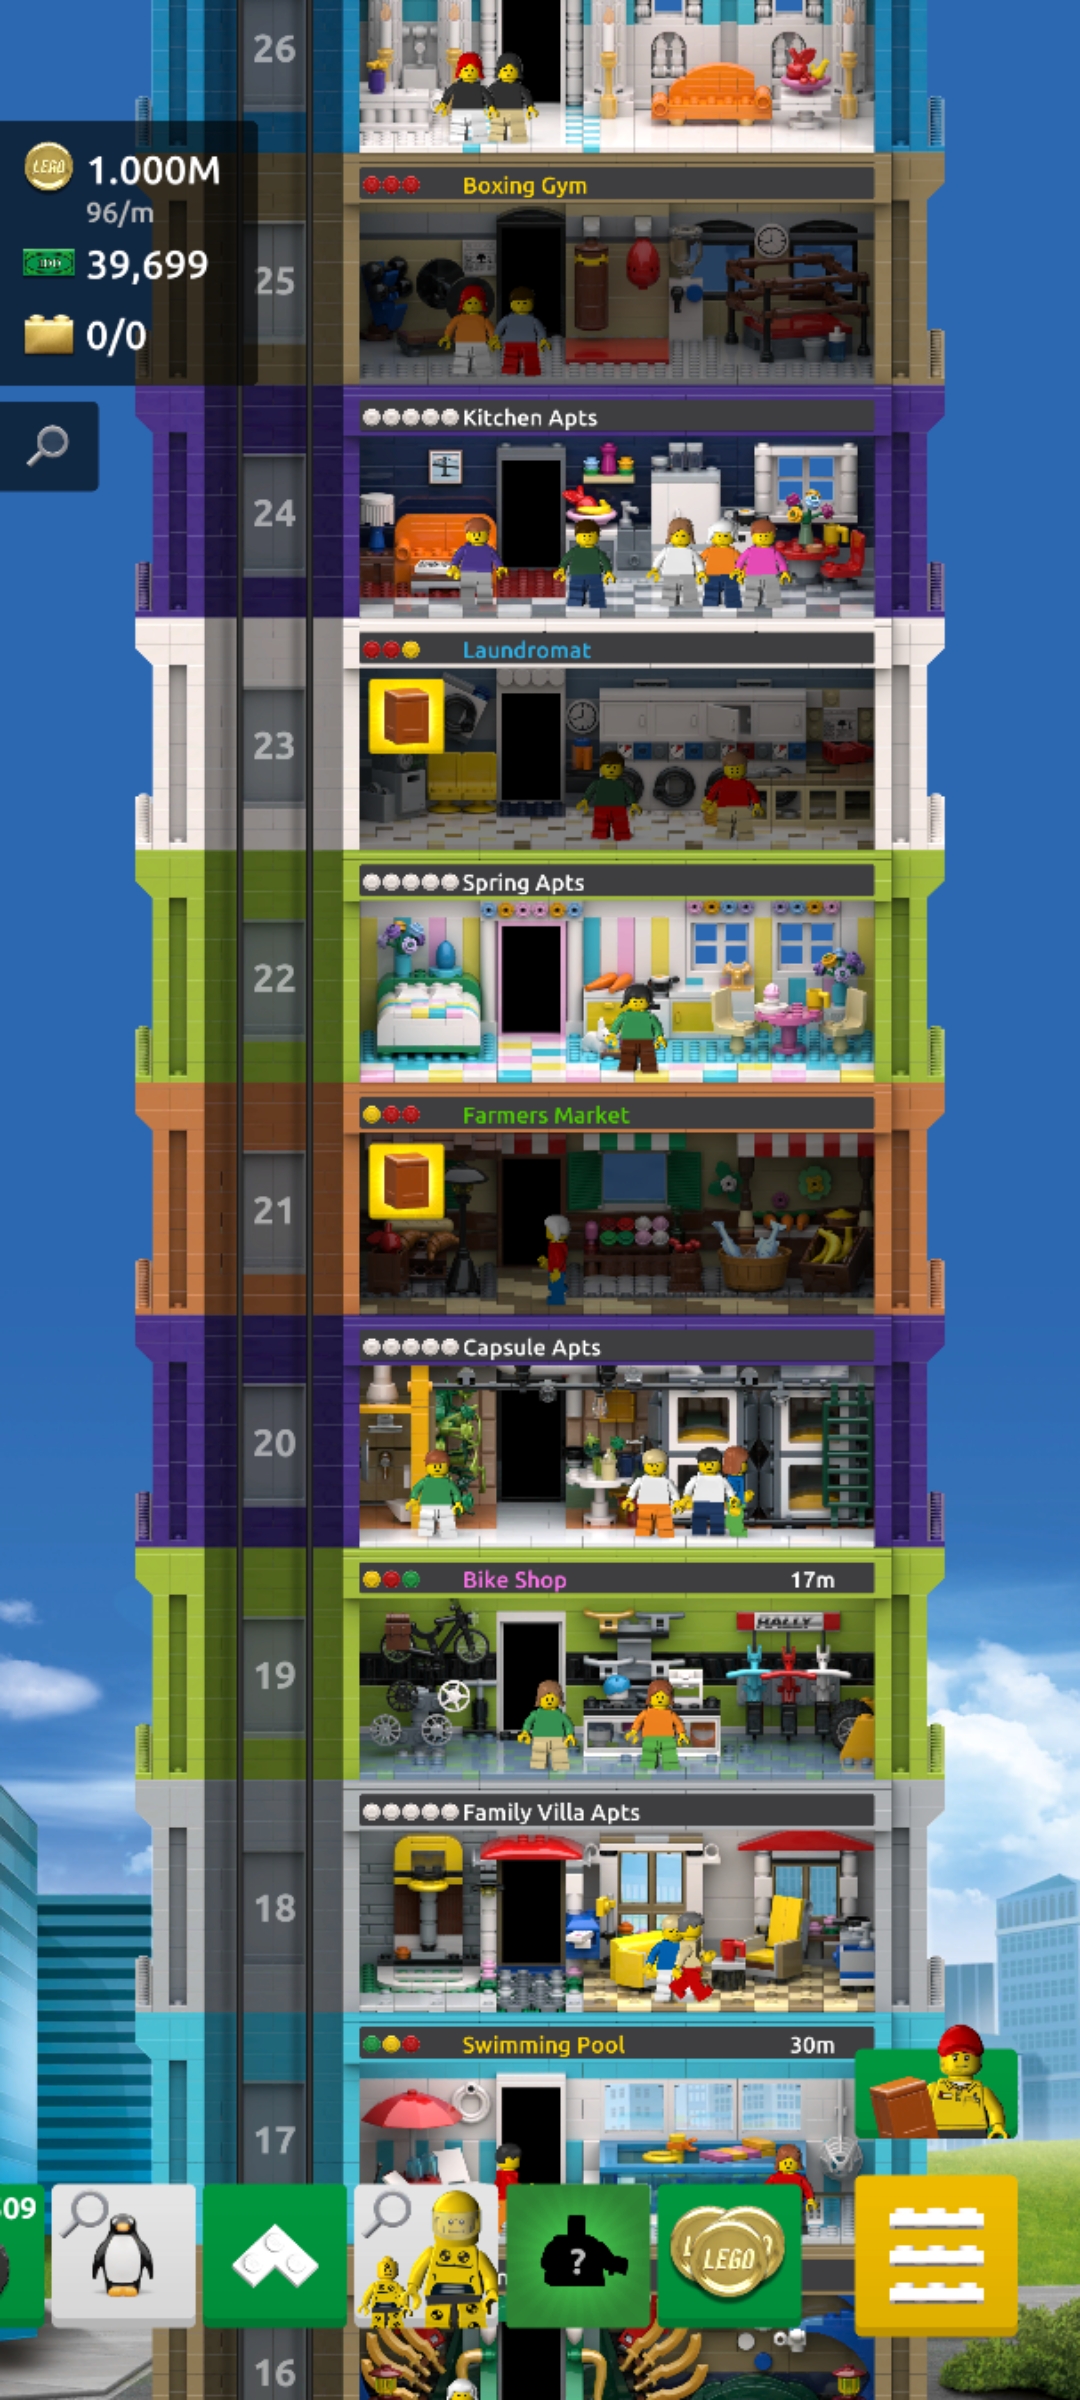 26
LEGO 1.000M
96/m
39,699
0/0
Boxing Gym
25
Kitchen Apts
24
Laundromat
23
Spring Apts
22
Farmers Market
21
Capsule Apts
20
Bike Shop 17m
RALLY
19
Family Villa Apts
18
Swimming Pool 30m
17
09
?
LEGO
16